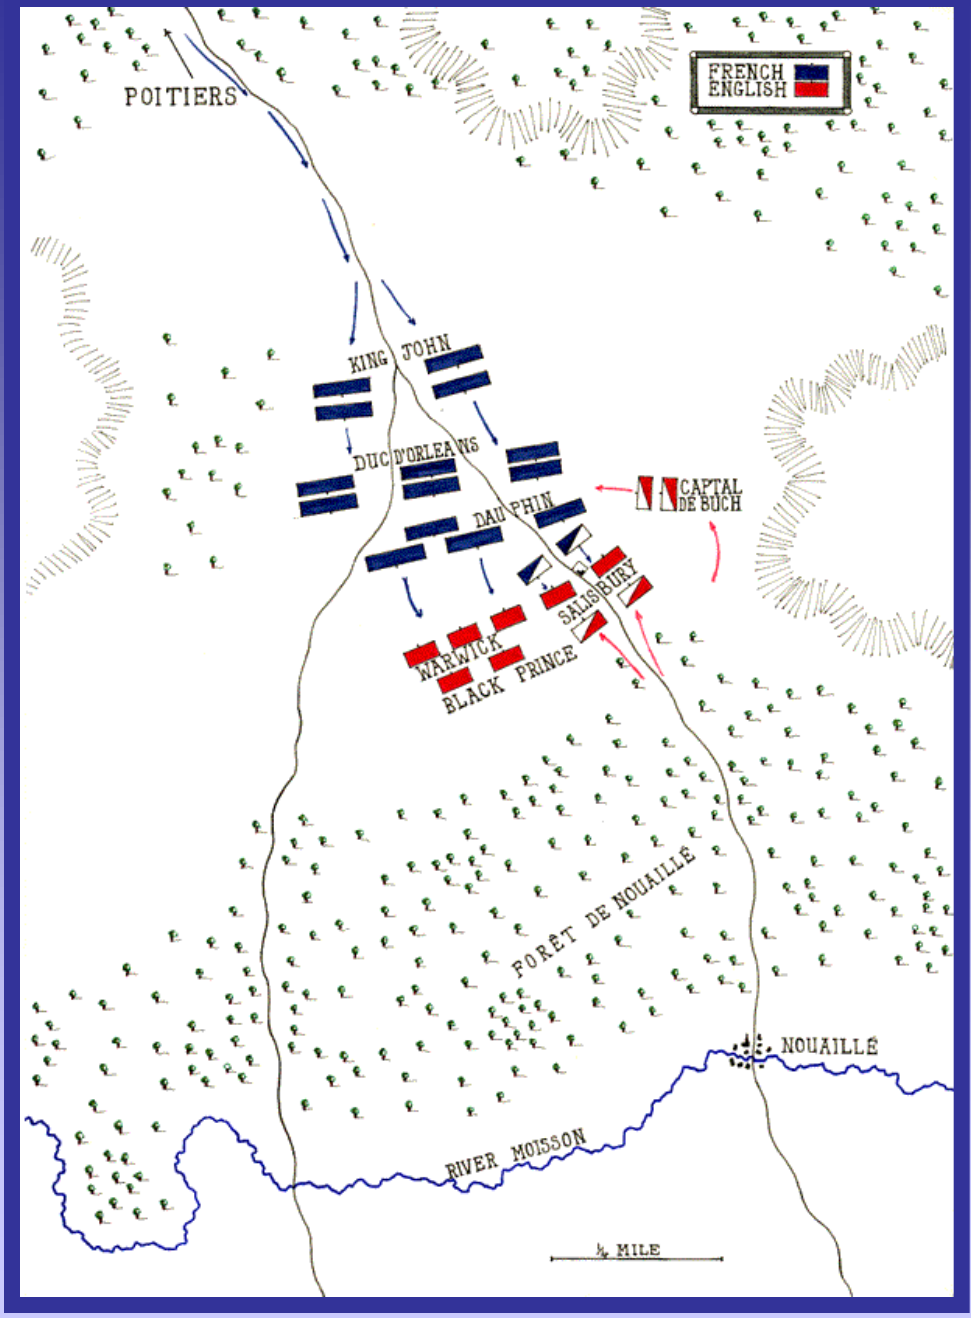 POITIERS
FRENCH
ENGLISH
KING JOHN
DUC D'ORLEANS
DAUPHIN
CAPTAL
DE BUCH
SALISBURY
WARWICK
BLACK PRINCE
FORÊT DE NOUAILLÉ
NOUAILLÉ
RIVER MOISSON
¼ MILE